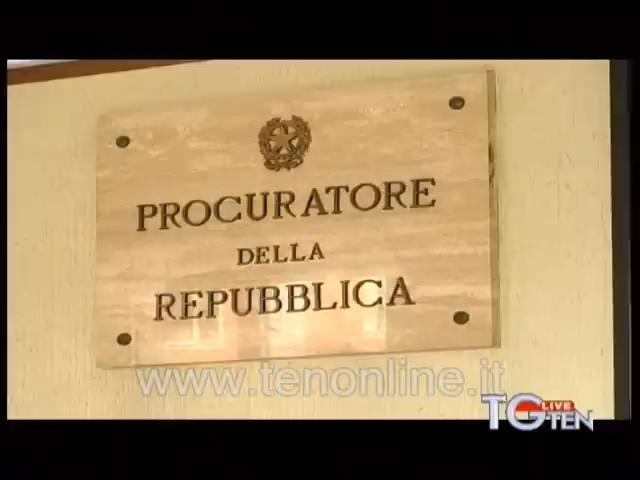 PROCURATORE
DELLA
REPUBBLICA
www.tenonline.it
TG LIVE TEN